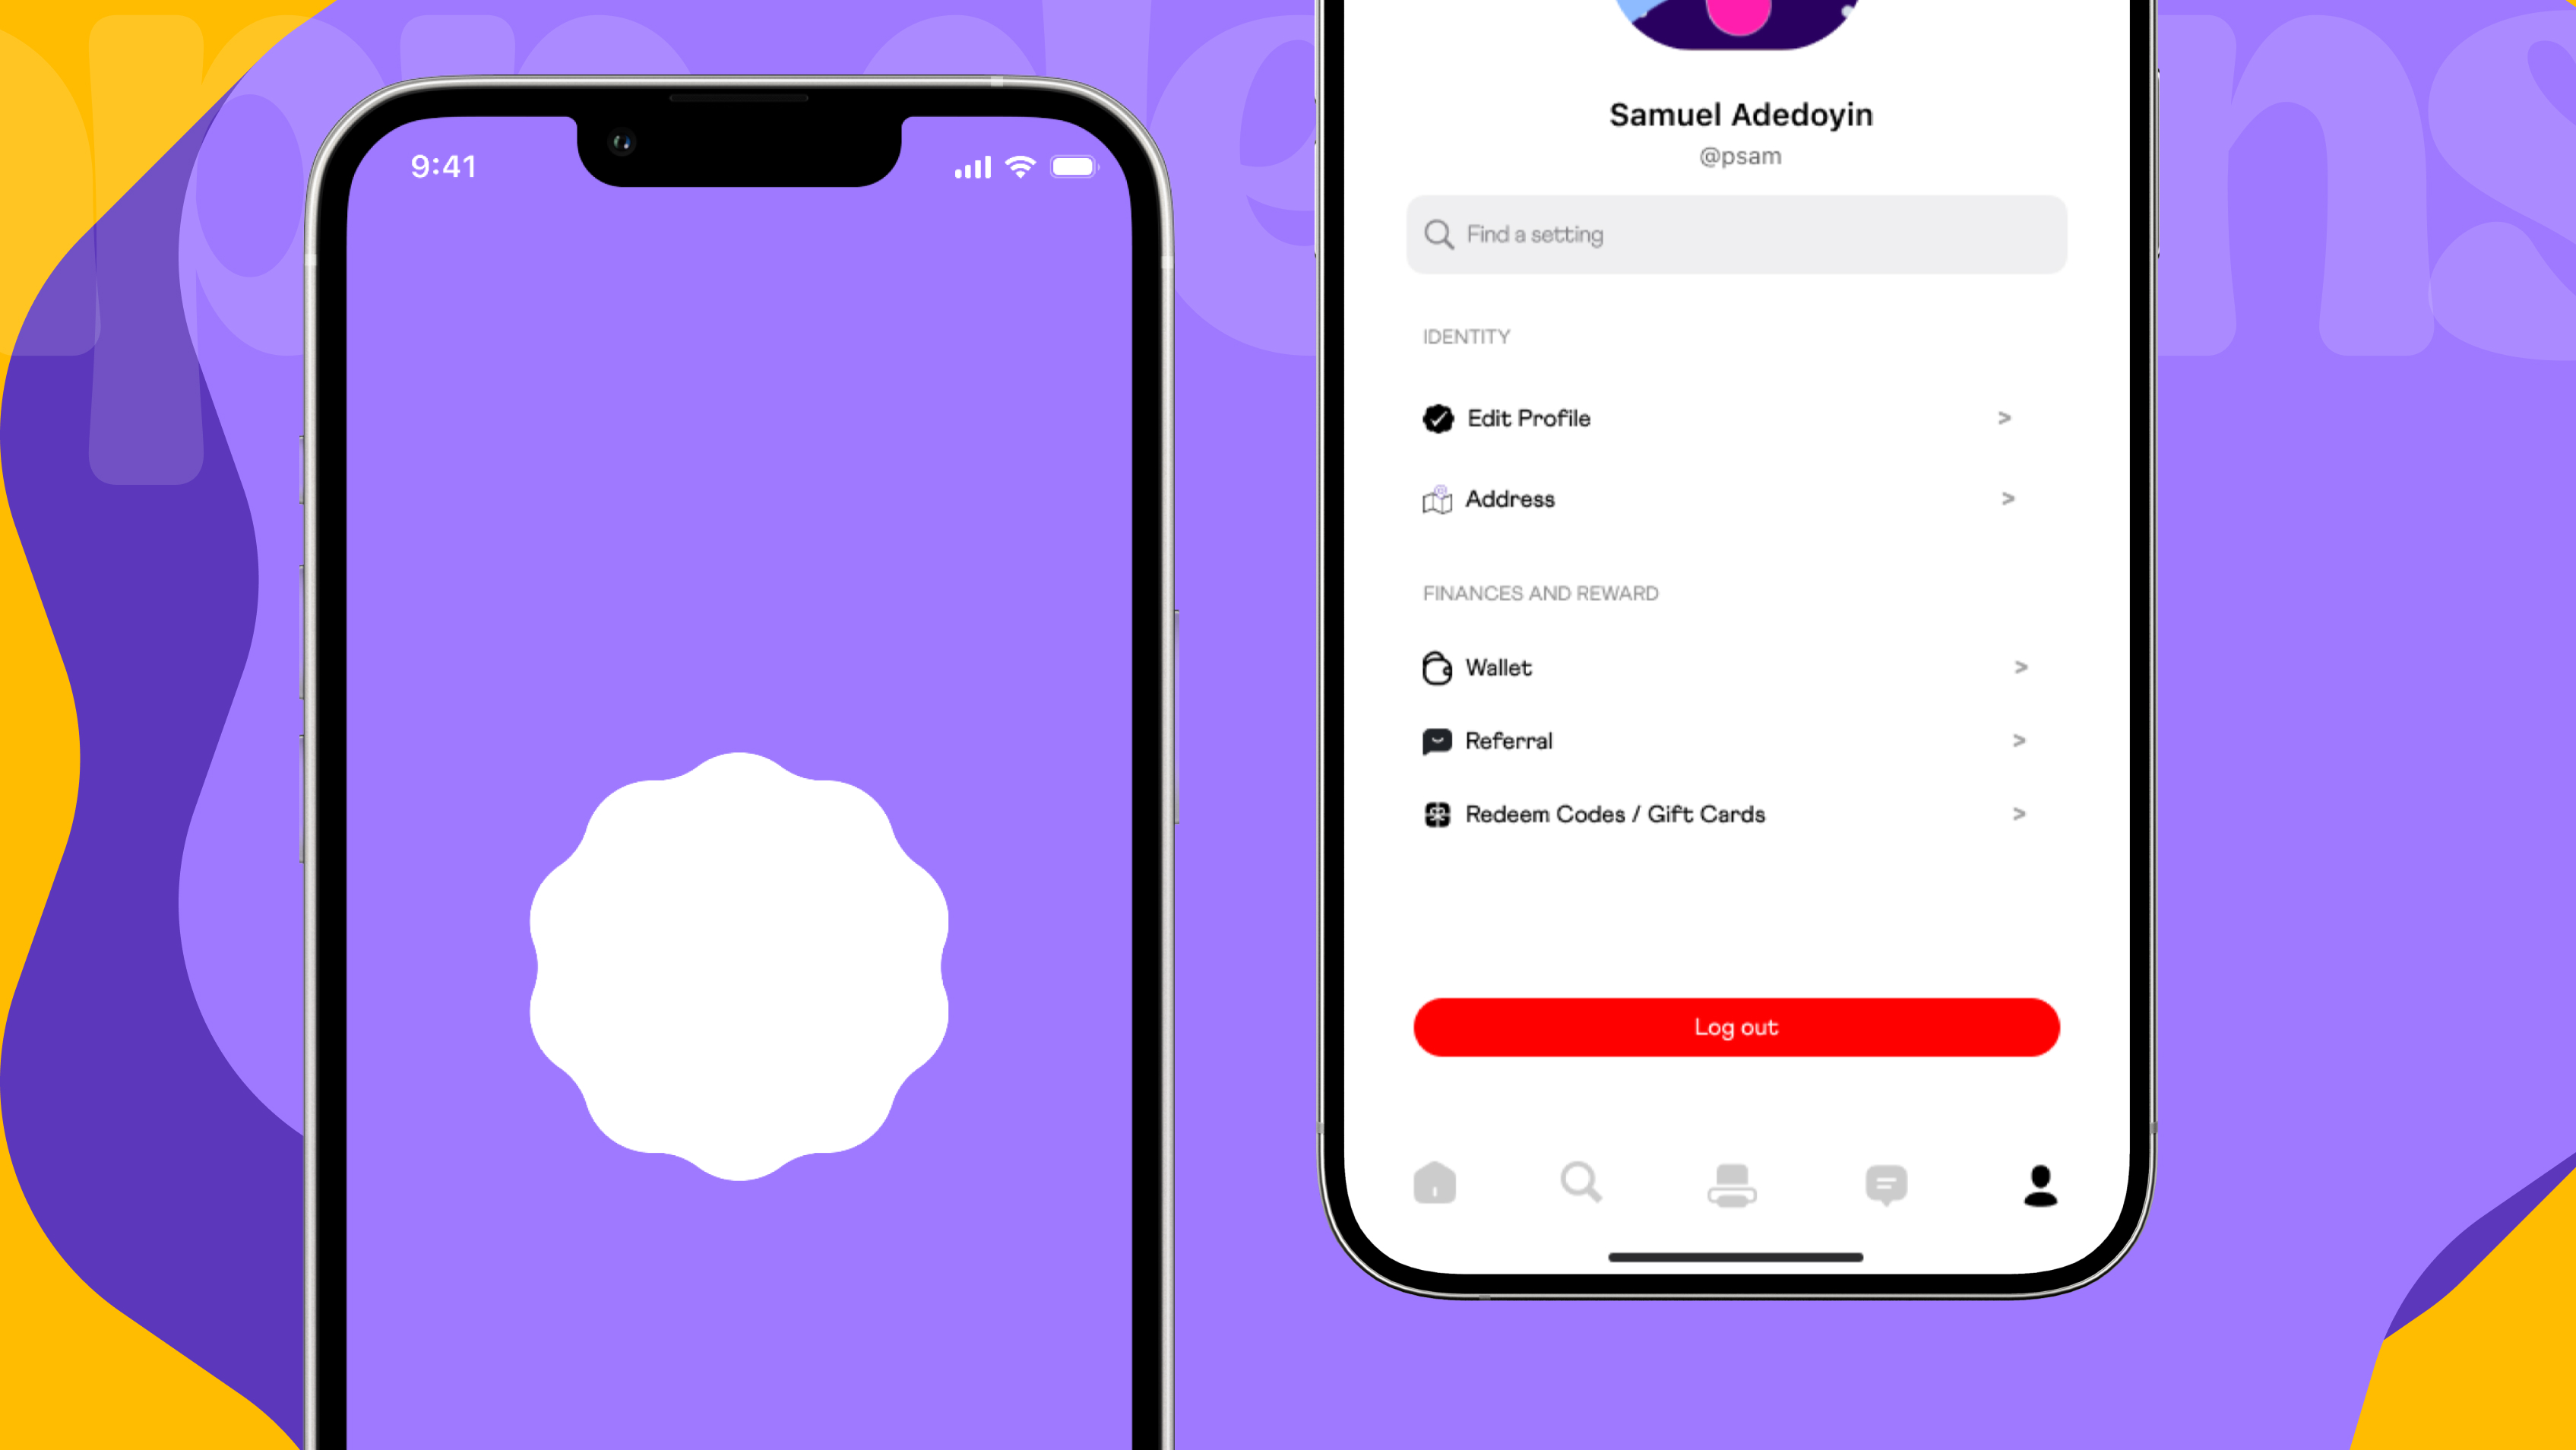 9:41
Samuel Adedoyin
@psam
Find a setting
IDENTITY
Edit Profile >
Address >
FINANCES AND REWARD
Wallet >
Referral >
Redeem Codes / Gift Cards >
Log out